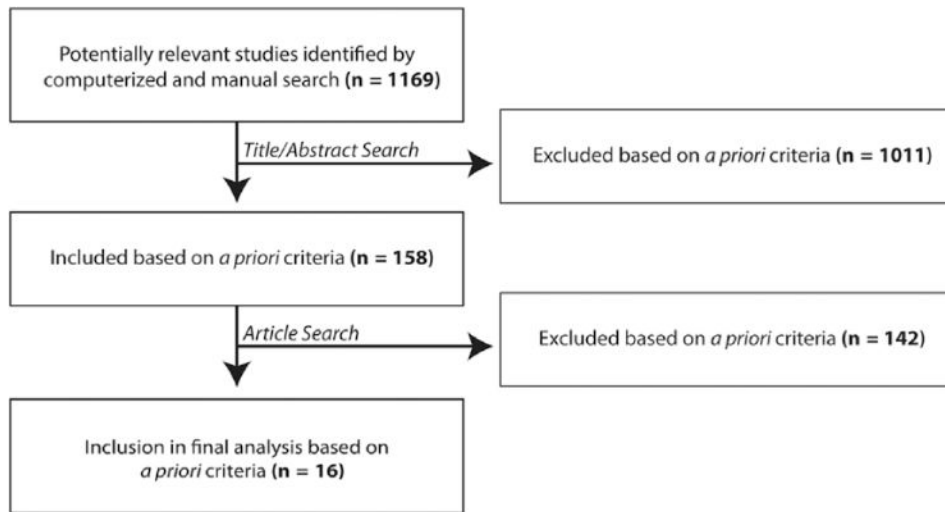 Potentially relevant studies identified by
computerized and manual search (n = 1169)
Title/Abstract Search
Excluded based on a priori criteria (n = 1011)
Included based on a priori criteria (n = 158)
Article Search
Excluded based on a priori criteria (n = 142)
Inclusion in final analysis based on
a priori criteria (n = 16)